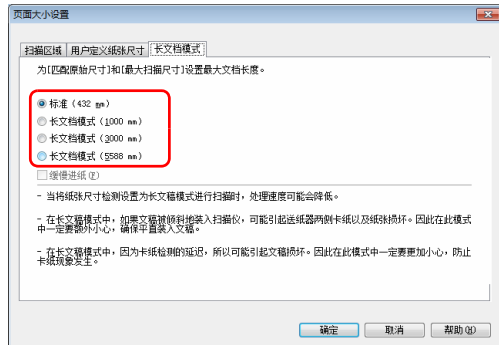 页面大小设置
扫描区域 用户定义纸张尺寸 长文档模式
为[匹配原始尺寸]和[最大扫描尺寸]设置最大文档长度。
标准 (432 mm)
长文档模式 (1000 mm)
长文档模式 (3000 mm)
长文档模式 (5588 mm)
缓慢进纸(F)
- 当将纸张尺寸检测设置为长文稿模式进行扫描时，处理速度可能会降低。
- 在长文稿模式中，如果文稿被倾斜地装入扫描仪，可能引起送纸器两侧卡纸以及纸张损坏。因此在此模式
中一定要额外小心，确保平直装入文稿。
- 在长文稿模式中，因为卡纸检测的延迟，所以可能引起文稿损坏。因此在此模式中一定要更加小心，防止
卡纸现象发生。
确定 取消 帮助(H)